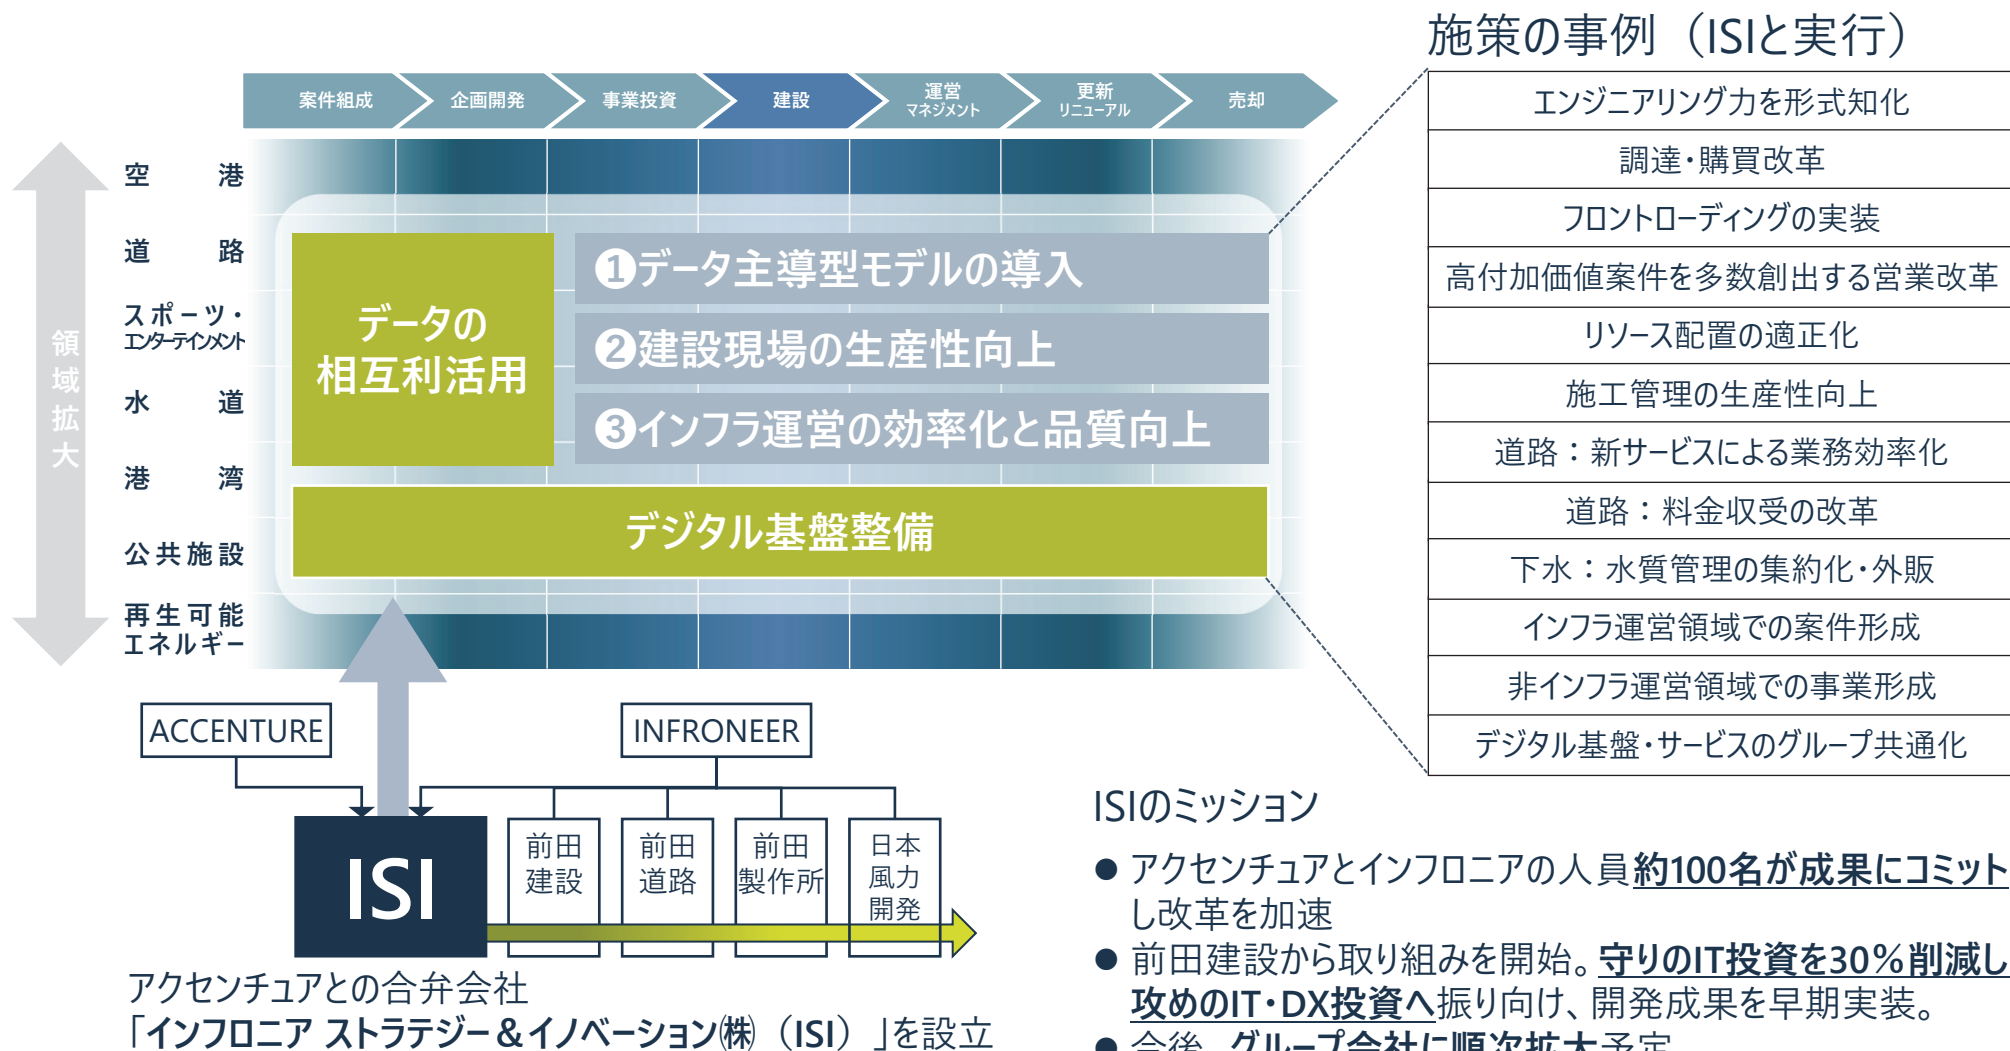 施策の事例（ISIと実行）
案件組成
企画開発
事業投資
建設
運営
マネジメント
更新
リニューアル
売却
領域拡大
空港
道路
スポーツ・
エンターテインメント
水道
港湾
公共施設
再生可能
エネルギー
データの
相互利活用
❶データ主導型モデルの導入
❷建設現場の生産性向上
❸インフラ運営の効率化と品質向上
デジタル基盤整備
エンジニアリング力を形式知化
調達・購買改革
フロントローディングの実装
高付加価値案件を多数創出する営業改革
リソース配置の適正化
施工管理の生産性向上
道路：新サービスによる業務効率化
道路：料金収受の改革
下水：水質管理の集約化・外販
インフラ運営領域での案件形成
非インフラ運営領域での事業形成
デジタル基盤・サービスのグループ共通化
ACCENTURE
INFRONEER
ISI
前田
建設
前田
道路
前田
製作所
日本
風力
開発
アクセンチュアとの合弁会社
「インフロニア ストラテジー＆イノベーション㈱（ISI）」を設立
ISIのミッション
● アクセンチュアとインフロニアの人員約100名が成果にコミット
し改革を加速
● 前田建設から取り組みを開始。守りのIT投資を30％削減し
攻めのIT・DX投資へ振り向け、開発成果を早期実装。
● 今後、グループ会社に順次拡大予定